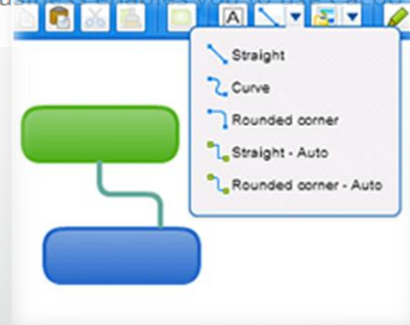 A
Straight
Curve
Rounded corner
Straight - Auto
Rounded corner - Auto